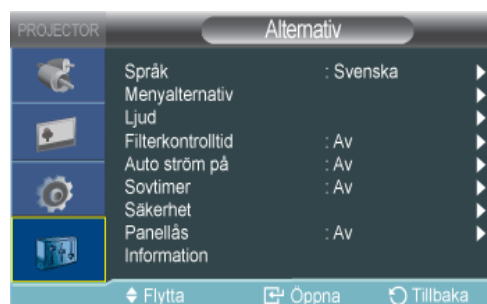 PROJECTOR
Alternativ
Språk : Svenska
Menyalternativ
Ljud
Filterkontrolltid : Av
Auto ström på : Av
Sovtimer : Av
Säkerhet
Panellås : Av
Information
Flytta Öppna Tillbaka